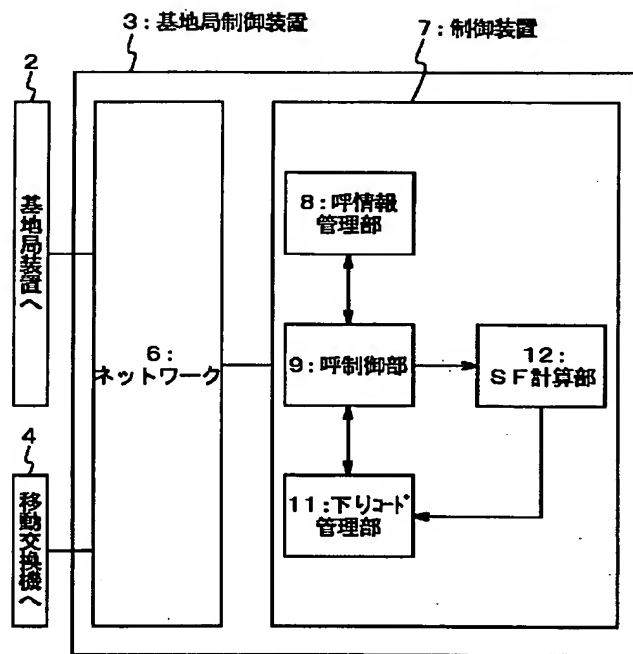 3:基地局制御装置
7:制御装置
2
基地局装置へ
8:呼情報
管理部
6:
ネットワーク
9:呼制御部
12:
SF計算部
4
移動交換機へ
11:下りコード
管理部